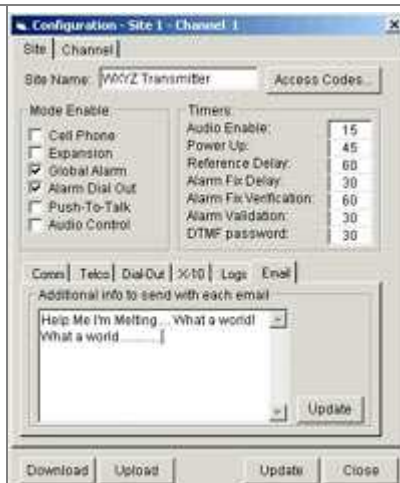 Configuration - Site 1 - Channel 1
Site Channel
Site Name: WXYZ Transmitter Access Codes...
Mode Enable
Cell Phone
Expansion
Global Alarm
Alarm Dial Out
Push-To-Talk
Audio Control
Timers:
Audio Enable: 15
Power Up: 45
Reference Delay: 60
Alarm Fix Delay: 30
Alarm Fix Verification: 60
Alarm Validation: 30
DTMF password: 30
Comm Telco Dial-Out X-10 Logs Email
Additional info to send with each email
Help Me I'm Melting.... What a world!
What a world..........
Update
Download Upload Update Close